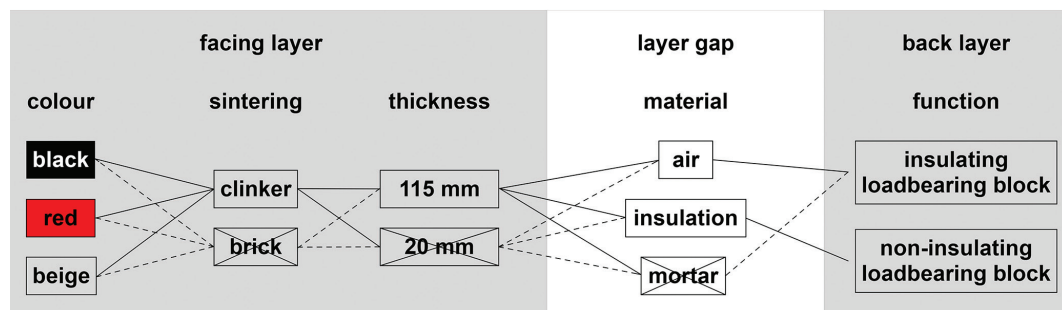 facing layer
layer gap
back layer
colour
sintering
thickness
material
function
black
red
beige
clinker
brick
115 mm
20 mm
air
insulation
mortar
insulating
loadbearing block
non-insulating
loadbearing block